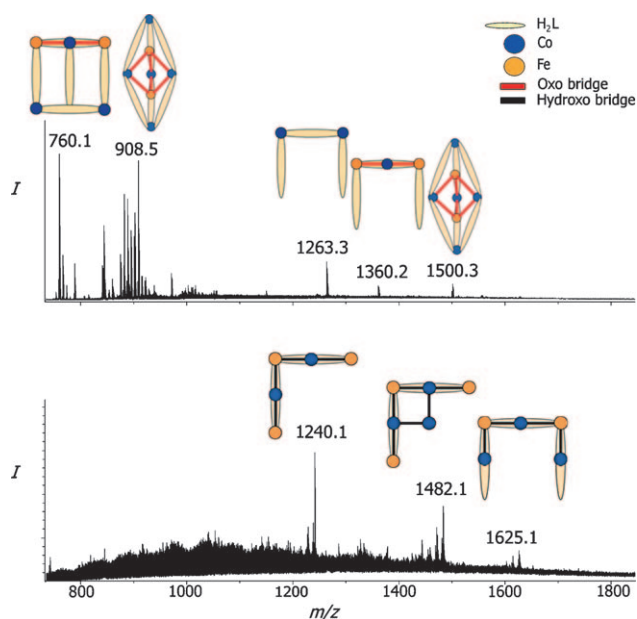 H₂L
Co
Fe
Oxo bridge
Hydroxo bridge
760.1
908.5
I
1263.3
1360.2
1500.3
1240.1
1482.1
1625.1
I
800 1000 1200 1400 1600 1800
m/z